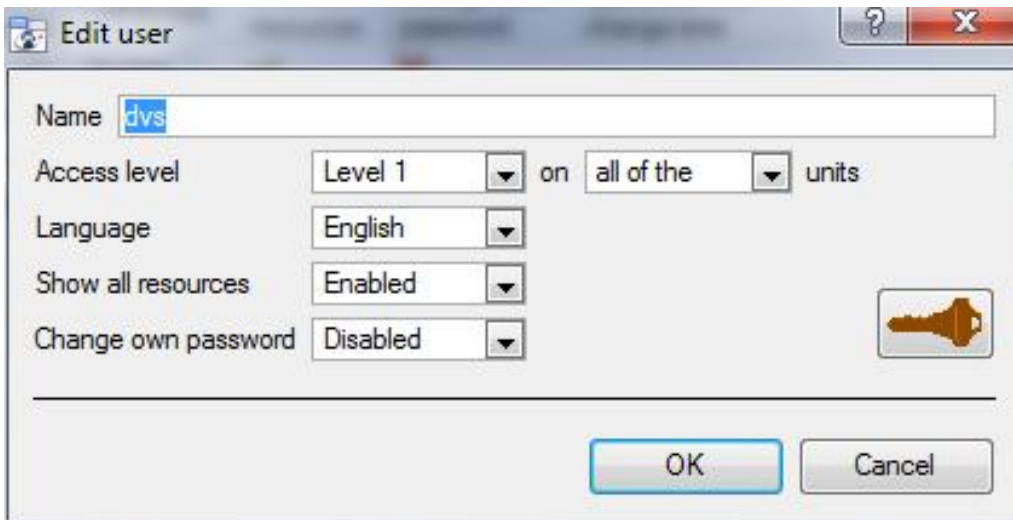 Edit user
?
X
Name dvs
Access level Level 1 on all of the units
Language English
Show all resources Enabled
Change own password Disabled
OK Cancel